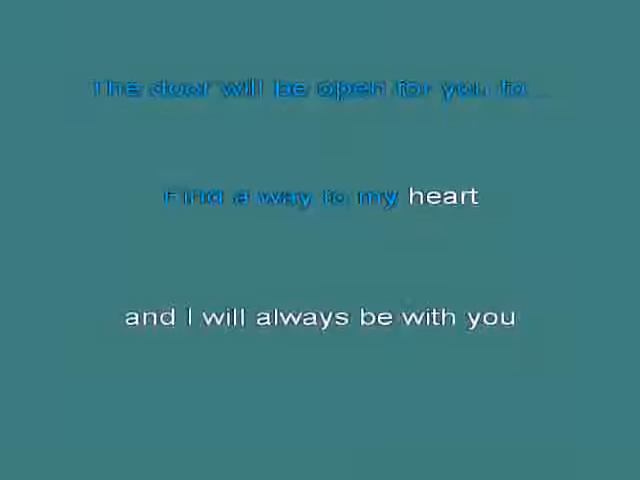 The door will be open for you to...
Find a way to my heart
and I will always be with you